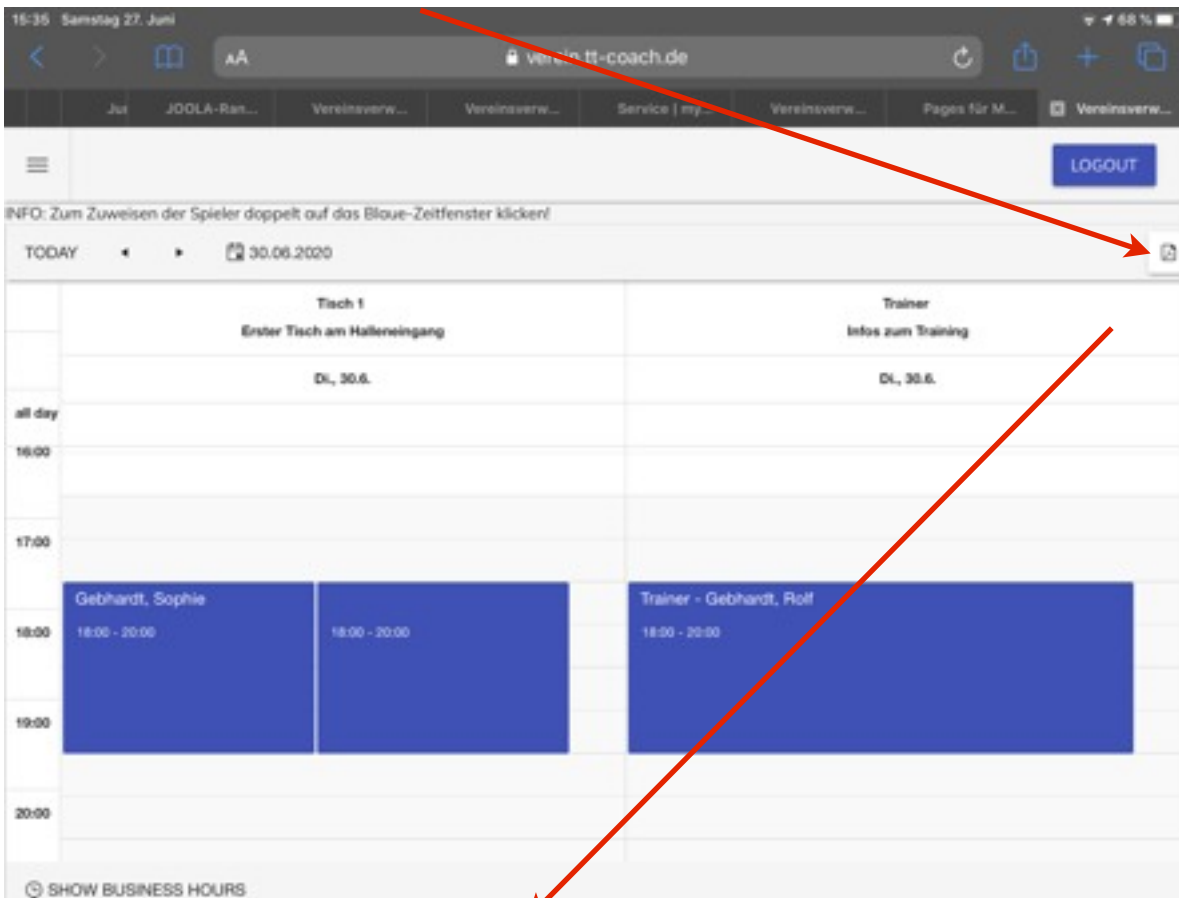 15:35 Samstag 27. Juni
68 %
AA
verein.tt-coach.de
JOOLA-Ran...
Vereinsverw...
Vereinsverw...
Service | my...
Vereinsverw...
Pages für M...
Vereinsverw...
LOGOUT
INFO: Zum Zuweisen der Spieler doppelt auf das Blaue-Zeitfenster klicken!
TODAY
30.06.2020
Tisch 1
Erster Tisch am Halleneingang
Trainer
Infos zum Training
Di., 30.6.
Di., 30.6.
all day
16:00
17:00
Gebhardt, Sophie
Trainer - Gebhardt, Rolf
18:00
18:00 - 20:00
18:00 - 20:00
18:00 - 20:00
19:00
20:00
SHOW BUSINESS HOURS